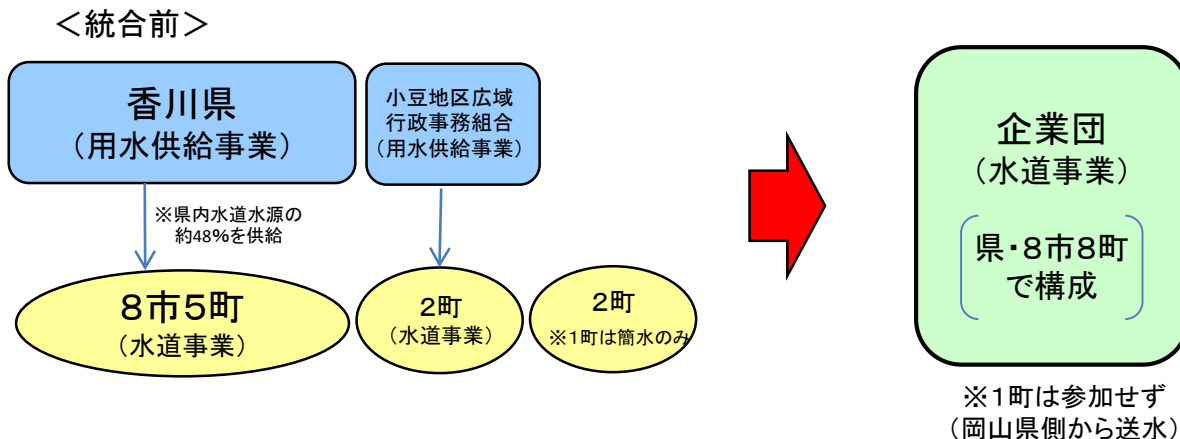 ＜統合前＞
香川県
（用水供給事業）
小豆地区広域
行政事務組合
（用水供給事業）
※県内水道水源の
約48%を供給
８市５町
（水道事業）
２町
（水道事業）
２町
※１町は簡水のみ
企業団
（水道事業）
県・８市８町
で構成
※１町は参加せず
（岡山県側から送水）